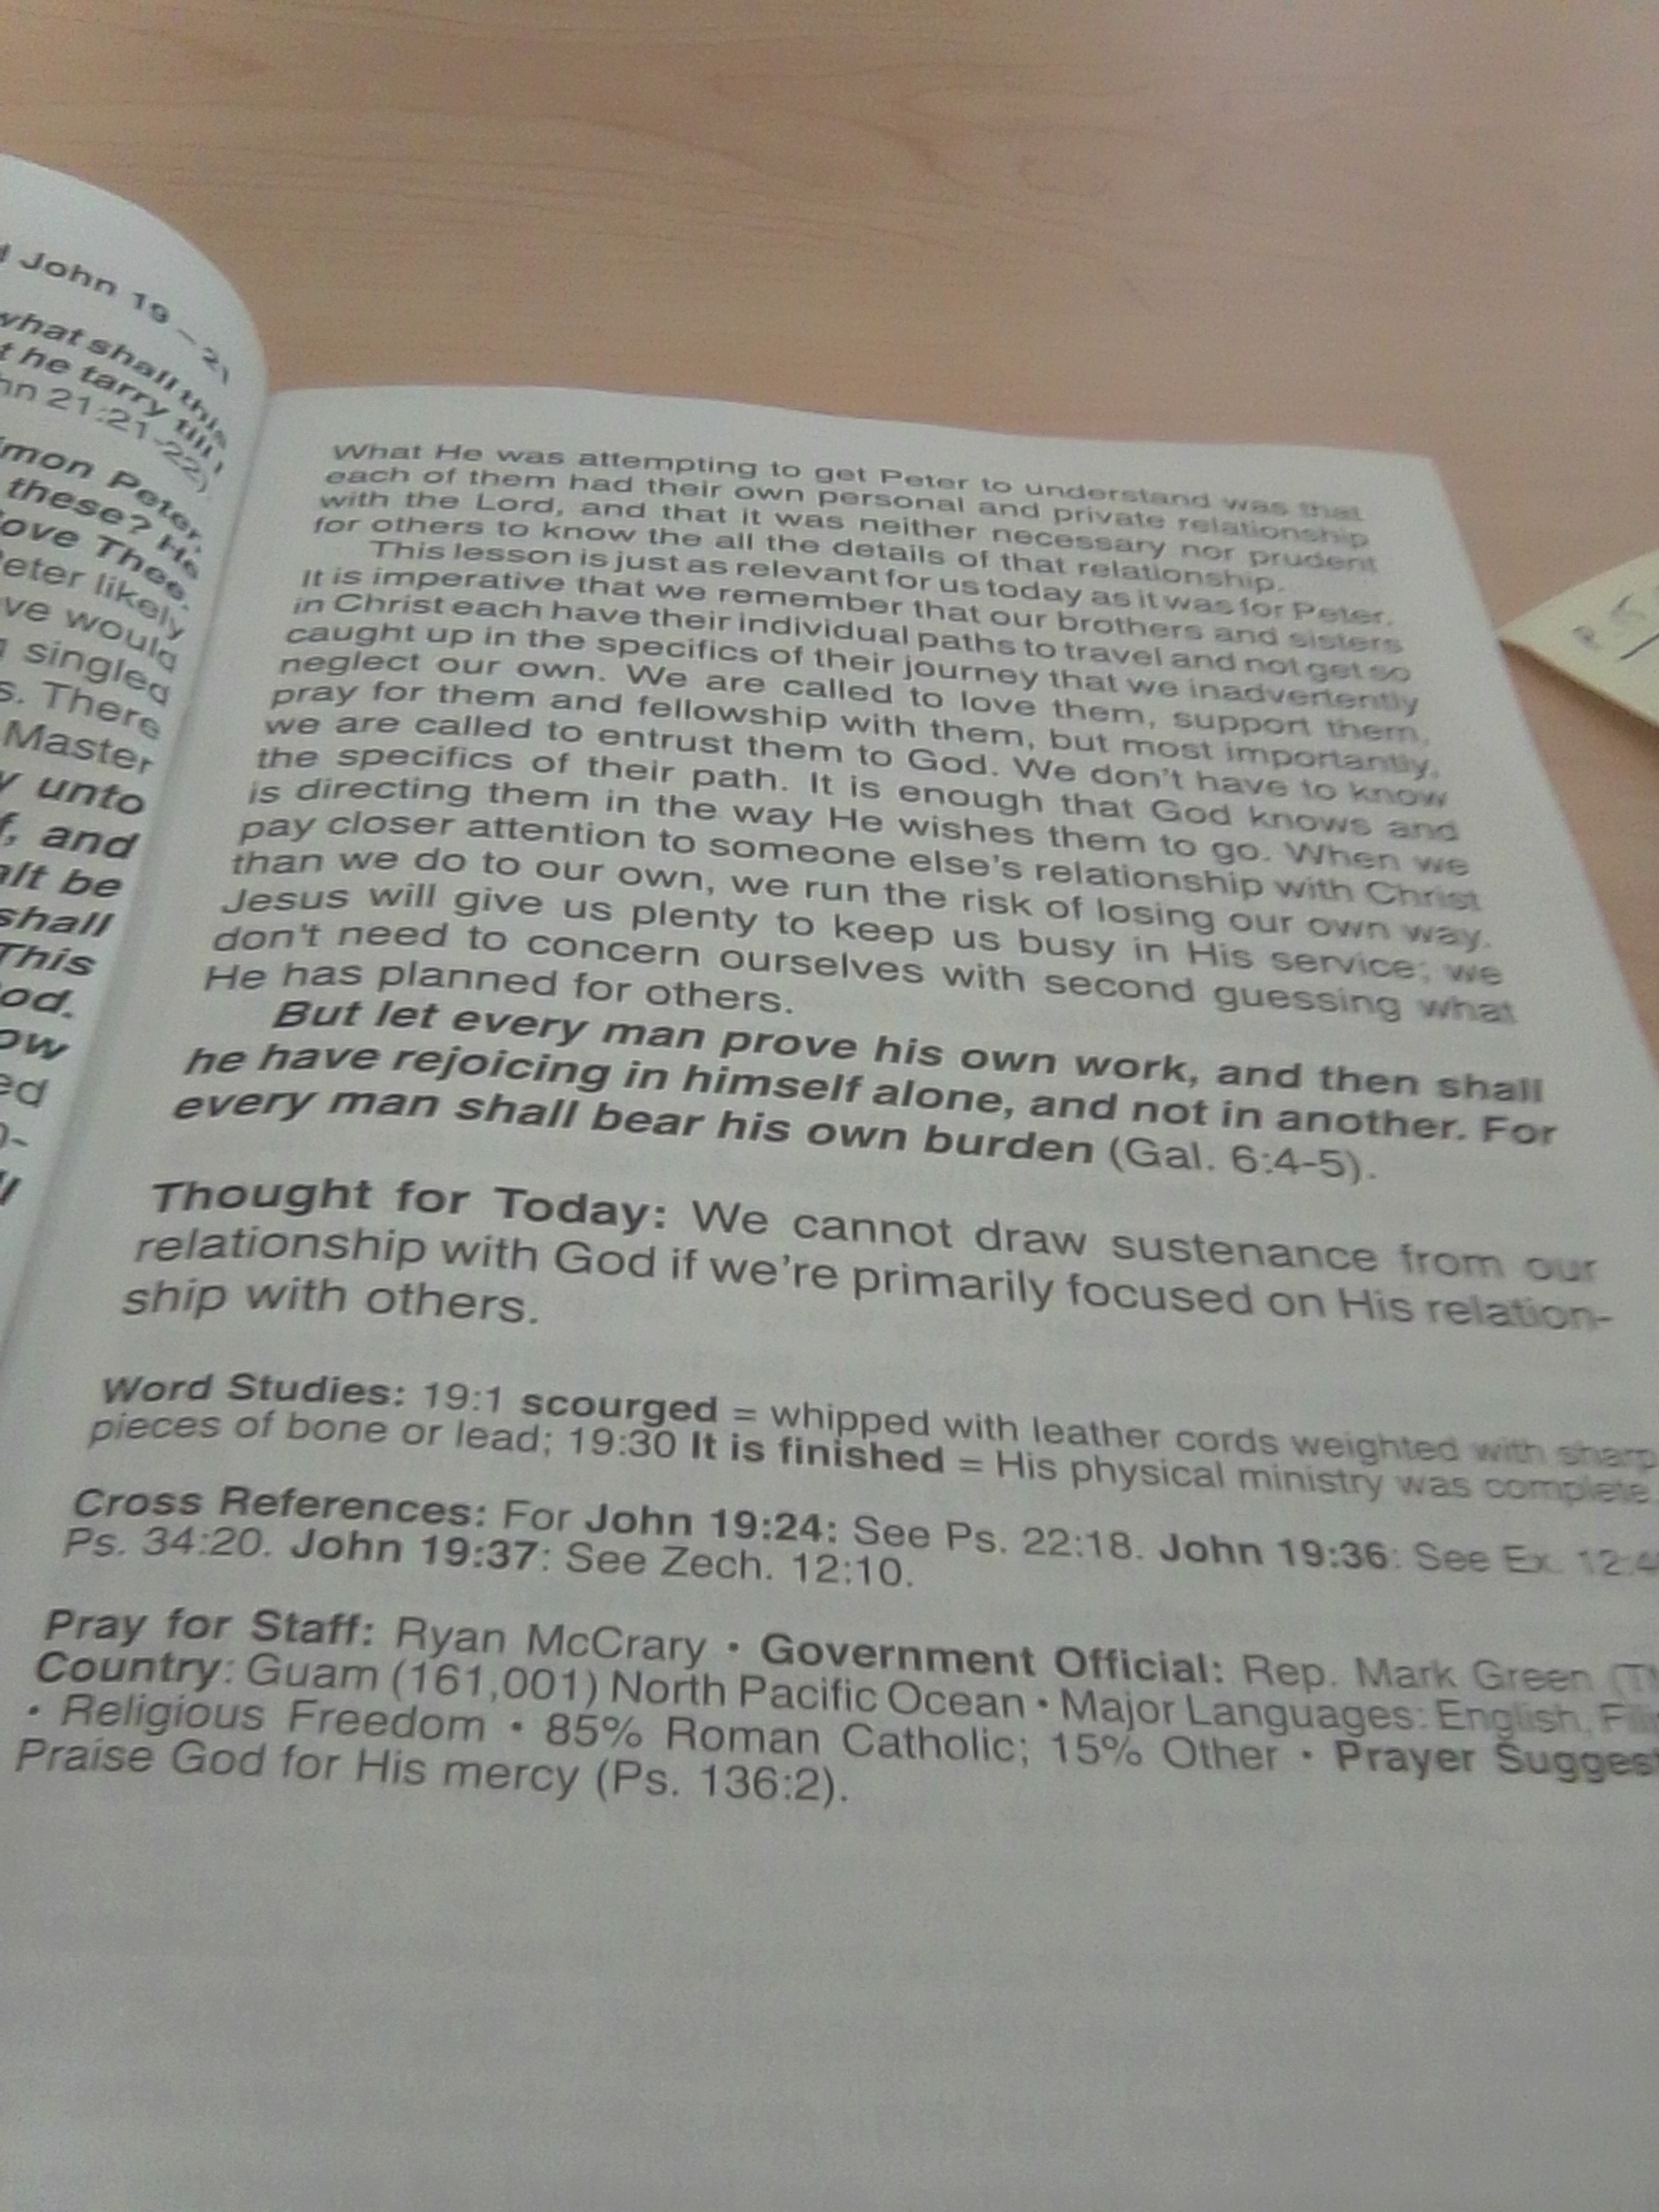 John 19 – 21
what shall this
he tarry till I
21:21-22).
Simon Peter,
these? He
love Thee.
Peter likely
would
singled
There
Master
unto
and
be
shall
This
What He was attempting to get Peter to understand was that
each of them had their own personal and private relationship
with the Lord, and that it was neither necessary nor prudent
for others to know the all the details of that relationship.
This lesson is just as relevant for us today as it was for Peter.
It is imperative that we remember that our brothers and sisters
in Christ each have their individual paths to travel and not get so
caught up in the specifics of their journey that we inadvertently
neglect our own. We are called to love them, support them,
pray for them and fellowship with them, but most importantly,
we are called to entrust them to God. We don't have to know
the specifics of their path. It is enough that God knows and
is directing them in the way He wishes them to go. When we
pay closer attention to someone else's relationship with Christ
than we do to our own, we run the risk of losing our own way.
Jesus will give us plenty to keep us busy in His service; we
don't need to concern ourselves with second guessing what
He has planned for others.
But let every man prove his own work, and then shall
he have rejoicing in himself alone, and not in another. For
every man shall bear his own burden (Gal. 6:4-5).
Thought for Today: We cannot draw sustenance from our
relationship with God if we're primarily focused on His relation-
ship with others.
Word Studies: 19:1 scourged = whipped with leather cords weighted with sharp
pieces of bone or lead; 19:30 It is finished = His physical ministry was complete.
Cross References: For John 19:24: See Ps. 22:18. John 19:36: See Ex. 12:4
Ps. 34:20. John 19:37: See Zech. 12:10.
Pray for Staff: Ryan McCrary • Government Official: Rep. Mark Green
Country: Guam (161,001) North Pacific Ocean • Major Languages: English,
• Religious Freedom • 85% Roman Catholic; 15% Other • Prayer Suggest
Praise God for His mercy (Ps. 136:2).